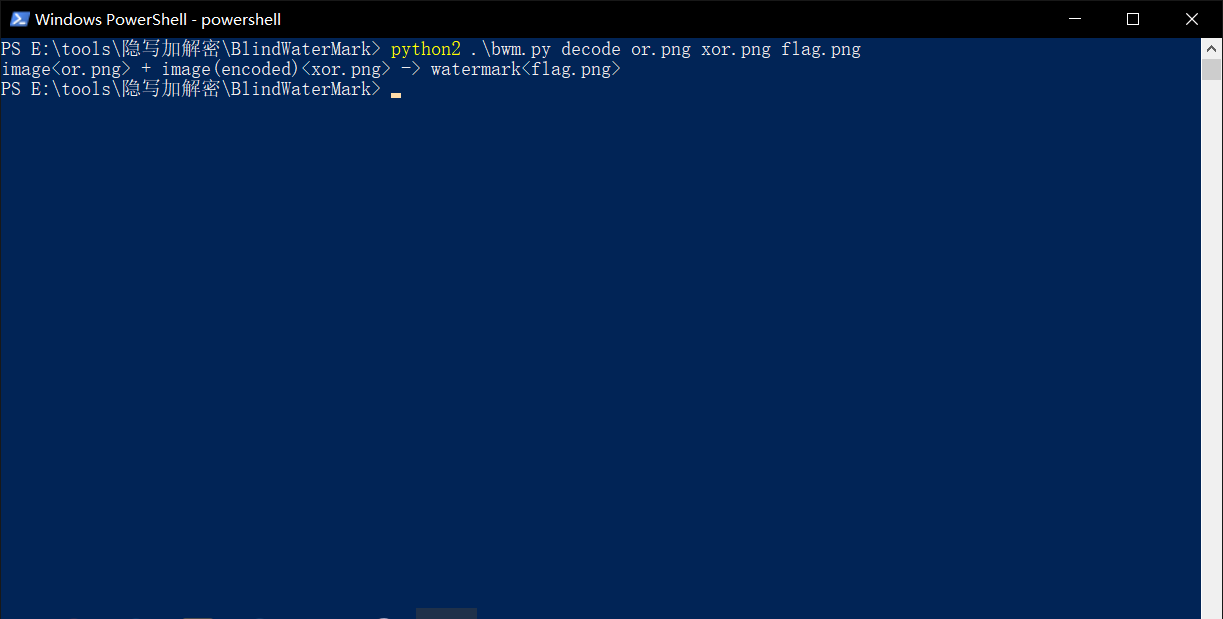 Windows PowerShell - powershell
PS E:\tools\隐写加解密\BlindWaterMark> python2 .\bwm.py decode or.png xor.png flag.png
image<or.png> + image(encoded)<xor.png> -> watermark<flag.png>
PS E:\tools\隐写加解密\BlindWaterMark>